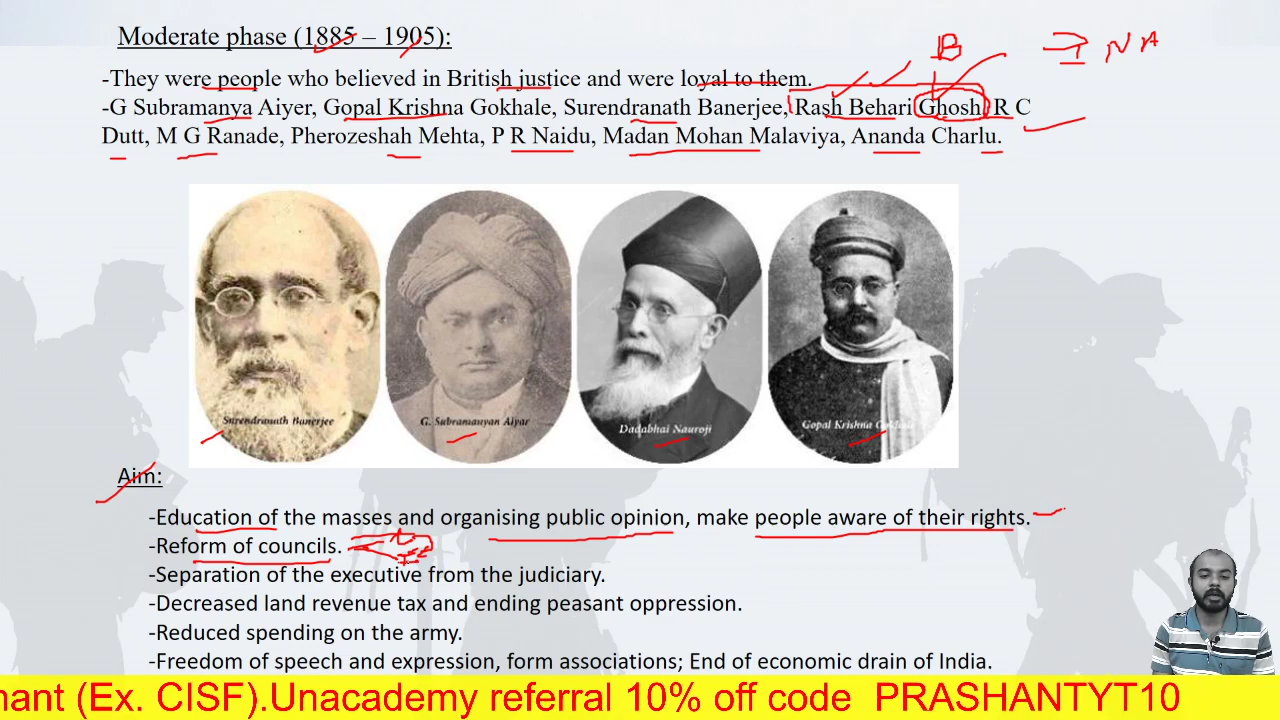 Moderate phase (1885 – 1905):
B
I N A
-They were people who believed in British justice and were loyal to them.
-G Subramanya Aiyer, Gopal Krishna Gokhale, Surendranath Banerjee, Rash Behari Ghosh, R C
Dutt, M G Ranade, Pherozeshah Mehta, P R Naidu, Madan Mohan Malaviya, Ananda Charlu.
Surendranath Banerjee
G. Subramanyan Aiyar
Dadabhai Nauroji
Gopal Krishna
Aim:
-Education of the masses and organising public opinion, make people aware of their rights.
-Reform of councils.
-Separation of the executive from the judiciary.
-Decreased land revenue tax and ending peasant oppression.
-Reduced spending on the army.
-Freedom of speech and expression, form associations; End of economic drain of India.
nant (Ex. CISF).Unacademy referral 10% off code PRASHANTYT10